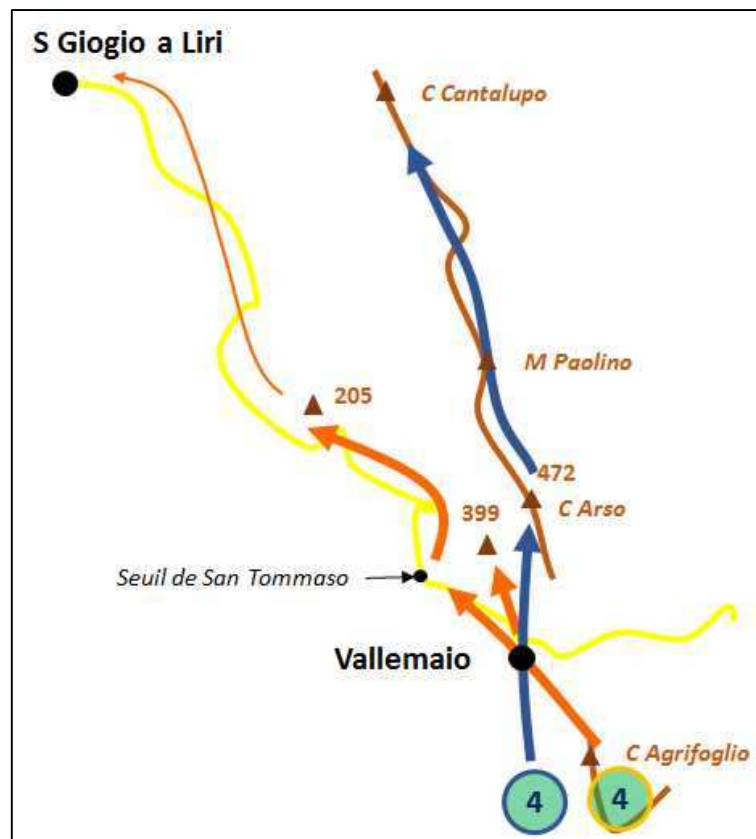 S Giogio a Liri
C Cantalupo
M Paolino
205
472
399
C Arso
Seuil de San Tommaso
Vallemaio
C Agrifoglio
4
4